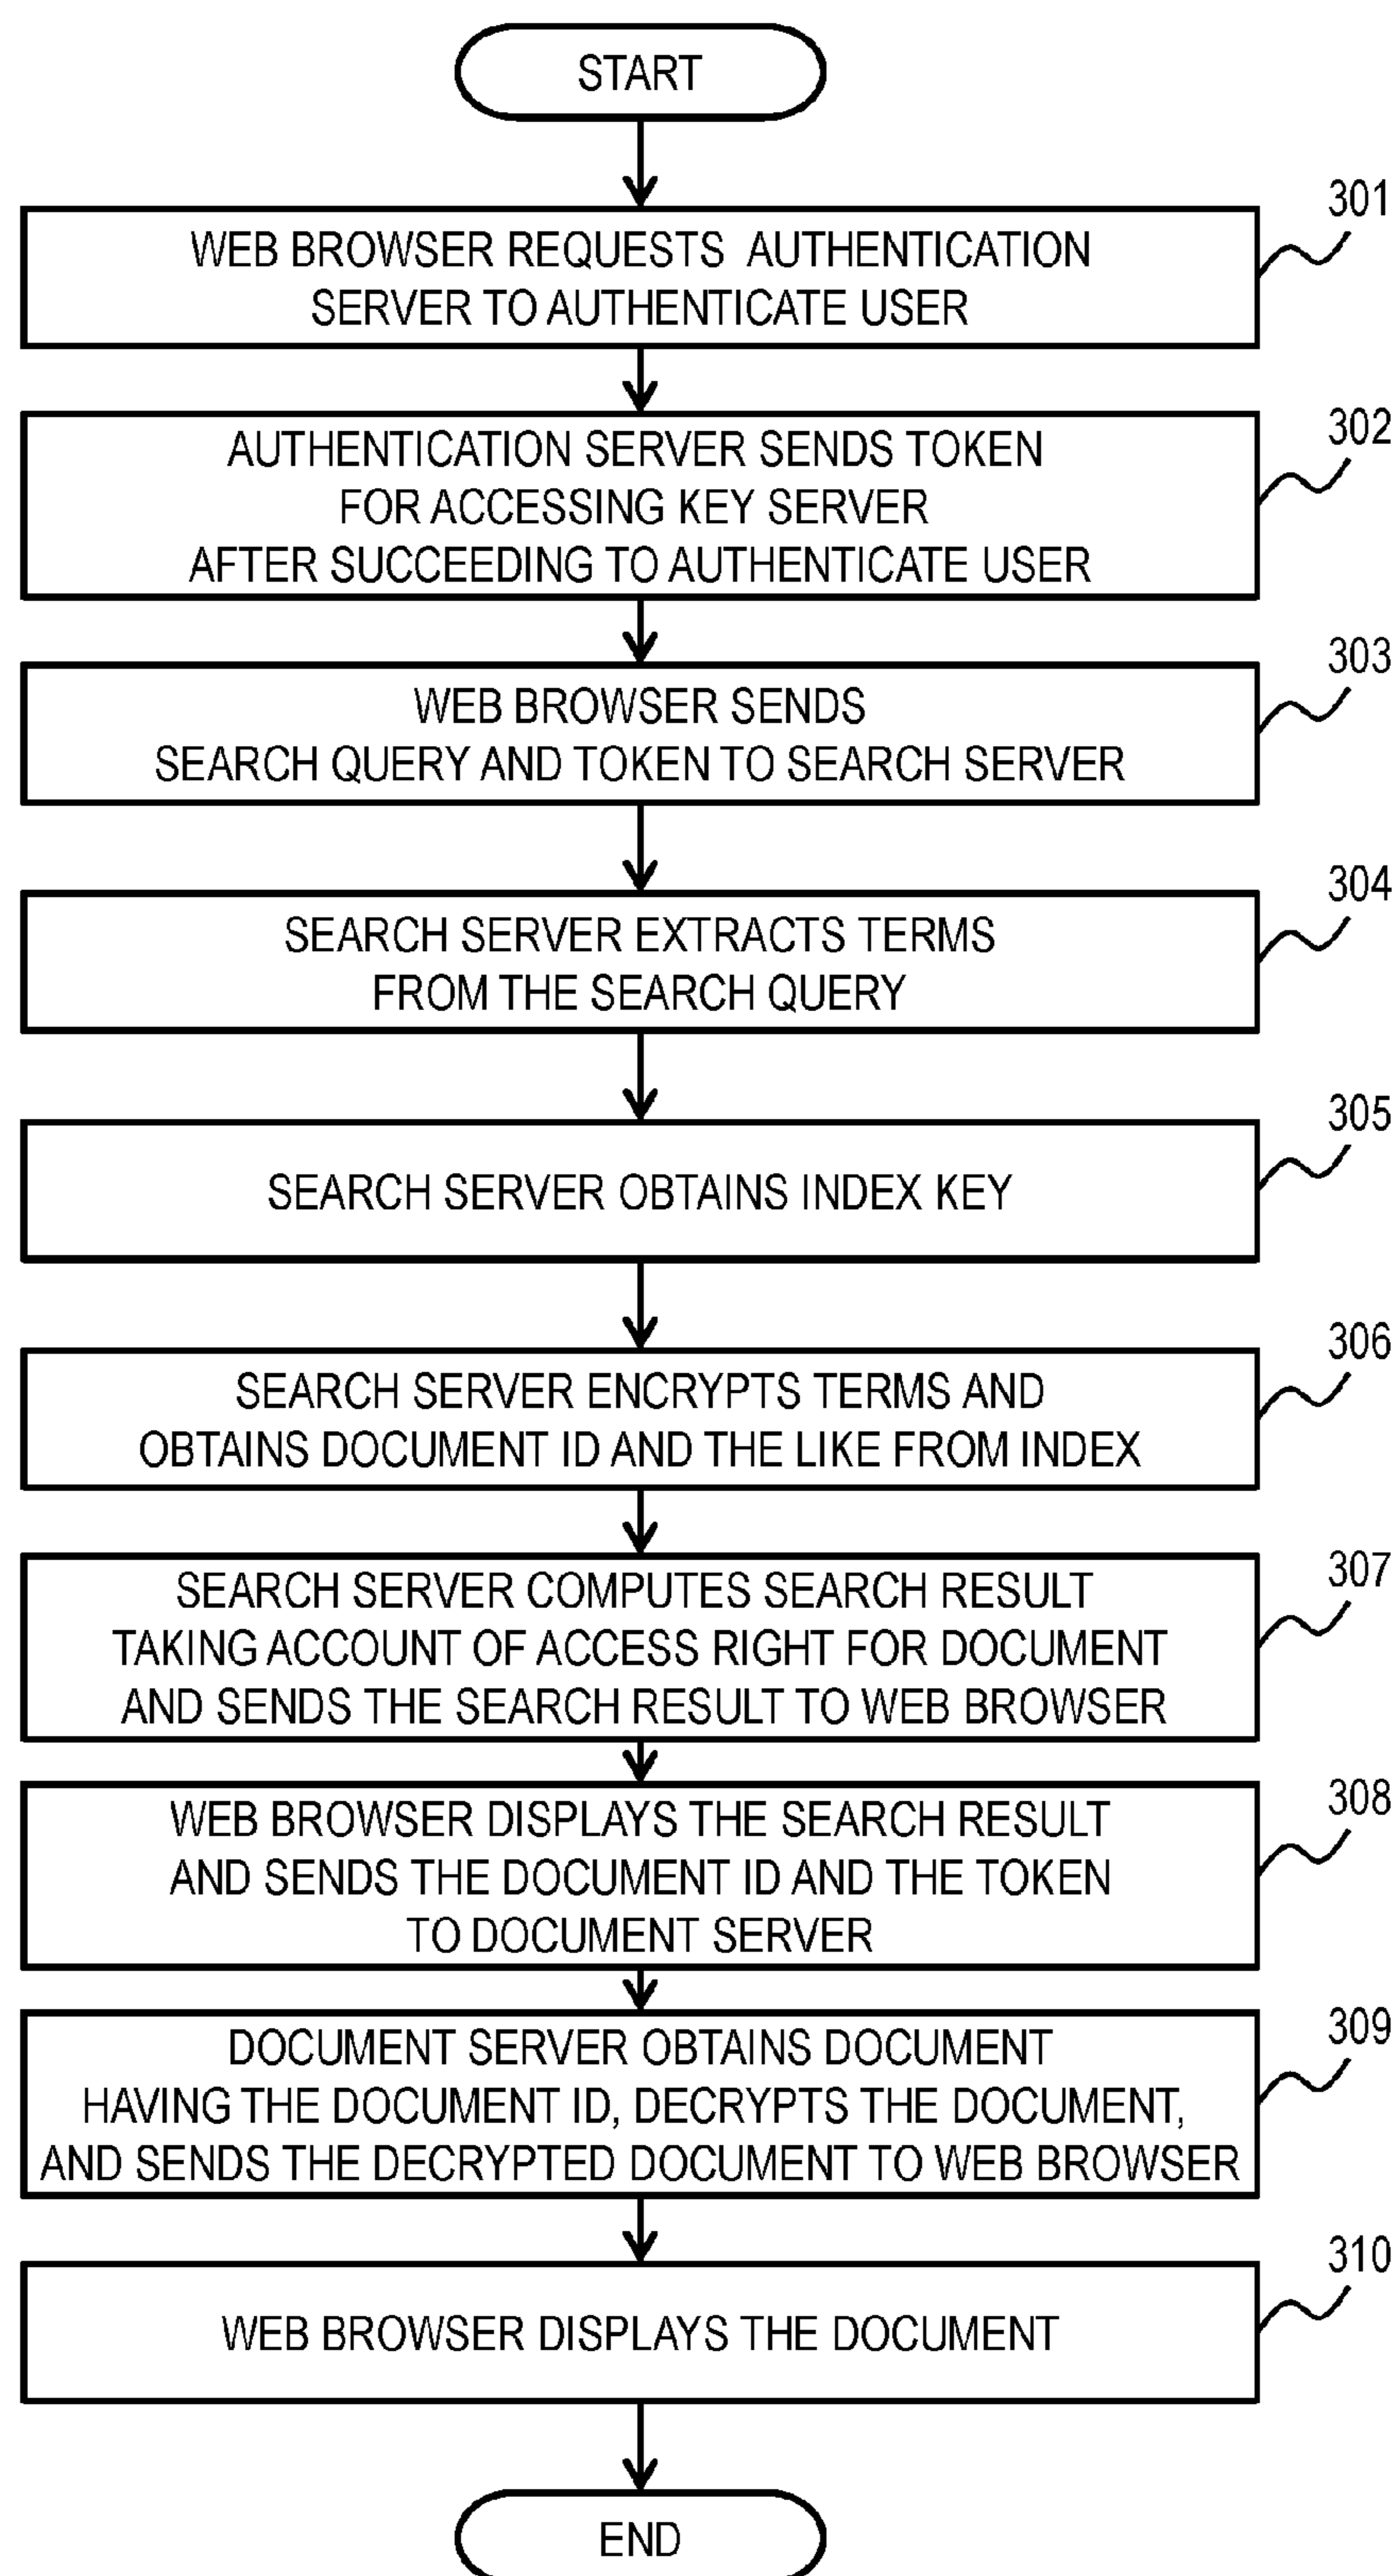 START
301
WEB BROWSER REQUESTS AUTHENTICATION
SERVER TO AUTHENTICATE USER
302
AUTHENTICATION SERVER SENDS TOKEN
FOR ACCESSING KEY SERVER
AFTER SUCCEEDING TO AUTHENTICATE USER
303
WEB BROWSER SENDS
SEARCH QUERY AND TOKEN TO SEARCH SERVER
304
SEARCH SERVER EXTRACTS TERMS
FROM THE SEARCH QUERY
305
SEARCH SERVER OBTAINS INDEX KEY
306
SEARCH SERVER ENCRYPTS TERMS AND
OBTAINS DOCUMENT ID AND THE LIKE FROM INDEX
307
SEARCH SERVER COMPUTES SEARCH RESULT
TAKING ACCOUNT OF ACCESS RIGHT FOR DOCUMENT
AND SENDS THE SEARCH RESULT TO WEB BROWSER
308
WEB BROWSER DISPLAYS THE SEARCH RESULT
AND SENDS THE DOCUMENT ID AND THE TOKEN
TO DOCUMENT SERVER
309
DOCUMENT SERVER OBTAINS DOCUMENT
HAVING THE DOCUMENT ID, DECRYPTS THE DOCUMENT,
AND SENDS THE DECRYPTED DOCUMENT TO WEB BROWSER
310
WEB BROWSER DISPLAYS THE DOCUMENT
END